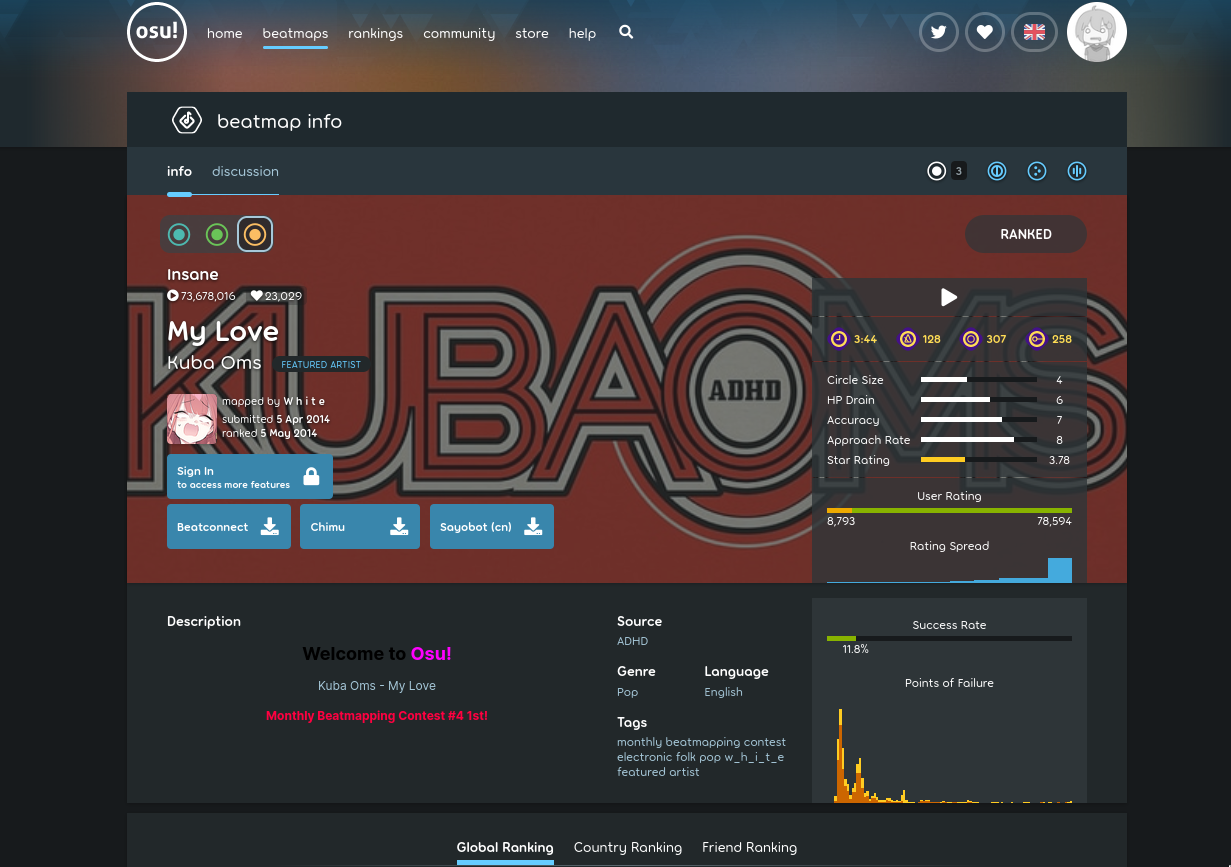 osu!
home beatmaps rankings community store help
beatmap info
info discussion
3
RANKED
Insane
73,678,016 23,029
My Love
Kuba Oms FEATURED ARTIST
mapped by W h i t e
submitted 5 Apr 2014
ranked 5 May 2014
KUBA OMS
ADHD
Sign In
to access more features
Beatconnect Chimu Sayobot (cn)
3:44 128 307 258
Circle Size 4
HP Drain 6
Accuracy 7
Approach Rate 8
Star Rating 3.78
User Rating
8,793 78,594
Rating Spread
Description
Welcome to Osu!
Kuba Oms - My Love
Monthly Beatmapping Contest #4 1st!
Source
ADHD
Genre Language
Pop English
Tags
monthly beatmapping contest
electronic folk pop w_h_i_t_e
featured artist
Success Rate
11.8%
Points of Failure
Global Ranking Country Ranking Friend Ranking